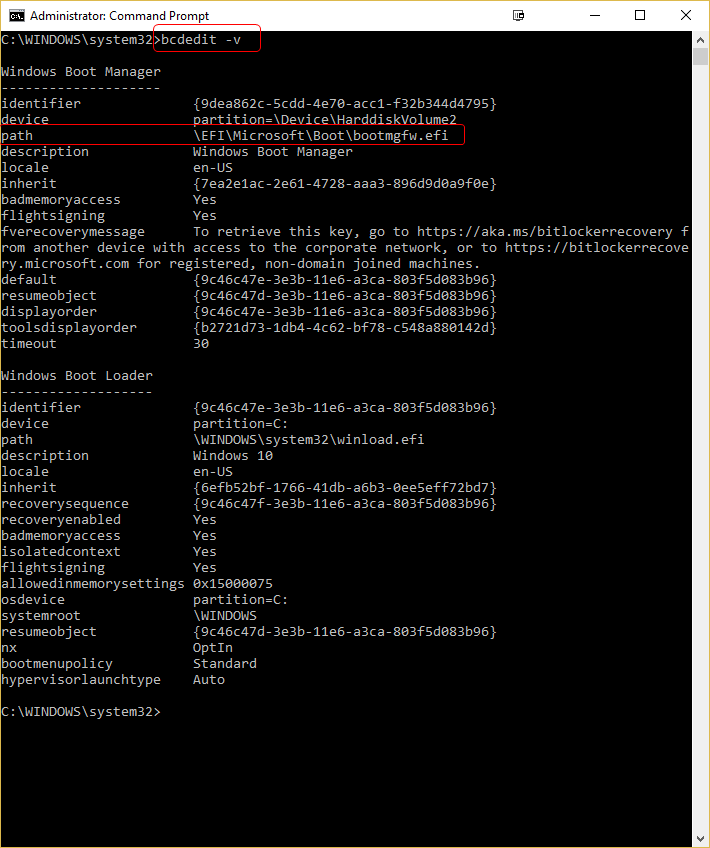 Administrator: Command Prompt
C:\WINDOWS\system32>bcdedit -v
Windows Boot Manager
--------------------
identifier              {9dea862c-5cdd-4e70-acc1-f32b344d4795}
device                  partition=\Device\HarddiskVolume2
path                    \EFI\Microsoft\Boot\bootmgfw.efi
description             Windows Boot Manager
locale                  en-US
inherit                 {7ea2e1ac-2e61-4728-aaa3-896d9d0a9f0e}
badmemoryaccess         Yes
flightsigning           Yes
fverecoverymessage      To retrieve this key, go to https://aka.ms/bitlockerrecovery f
rom another device with access to the corporate network, or to https://bitlockerrecove
ry.microsoft.com for registered, non-domain joined machines.
default                 {9c46c47e-3e3b-11e6-a3ca-803f5d083b96}
resumeobject            {9c46c47d-3e3b-11e6-a3ca-803f5d083b96}
displayorder            {9c46c47e-3e3b-11e6-a3ca-803f5d083b96}
toolsdisplayorder       {b2721d73-1db4-4c62-bf78-c548a880142d}
timeout                 30
Windows Boot Loader
-------------------
identifier              {9c46c47e-3e3b-11e6-a3ca-803f5d083b96}
device                  partition=C:
path                    \WINDOWS\system32\winload.efi
description             Windows 10
locale                  en-US
inherit                 {6efb52bf-1766-41db-a6b3-0ee5eff72bd7}
recoverysequence        {9c46c47f-3e3b-11e6-a3ca-803f5d083b96}
recoveryenabled         Yes
badmemoryaccess         Yes
isolatedcontext         Yes
flightsigning           Yes
allowedinmemorysettings 0x15000075
osdevice                partition=C:
systemroot              \WINDOWS
resumeobject            {9c46c47d-3e3b-11e6-a3ca-803f5d083b96}
nx                      OptIn
bootmenupolicy          Standard
hypervisorlaunchtype    Auto
C:\WINDOWS\system32>